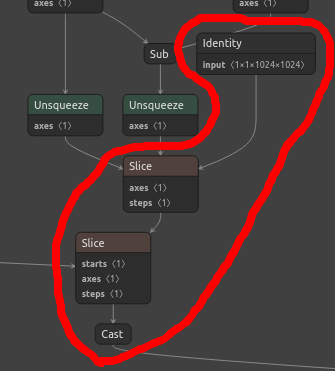 axes ⟨1⟩
axes ⟨1⟩
Sub
Identity
input ⟨1×1×1024×1024⟩
Unsqueeze
axes ⟨1⟩
Unsqueeze
axes ⟨1⟩
Slice
axes ⟨1⟩
steps ⟨1⟩
Slice
starts ⟨1⟩
axes ⟨1⟩
steps ⟨1⟩
Cast